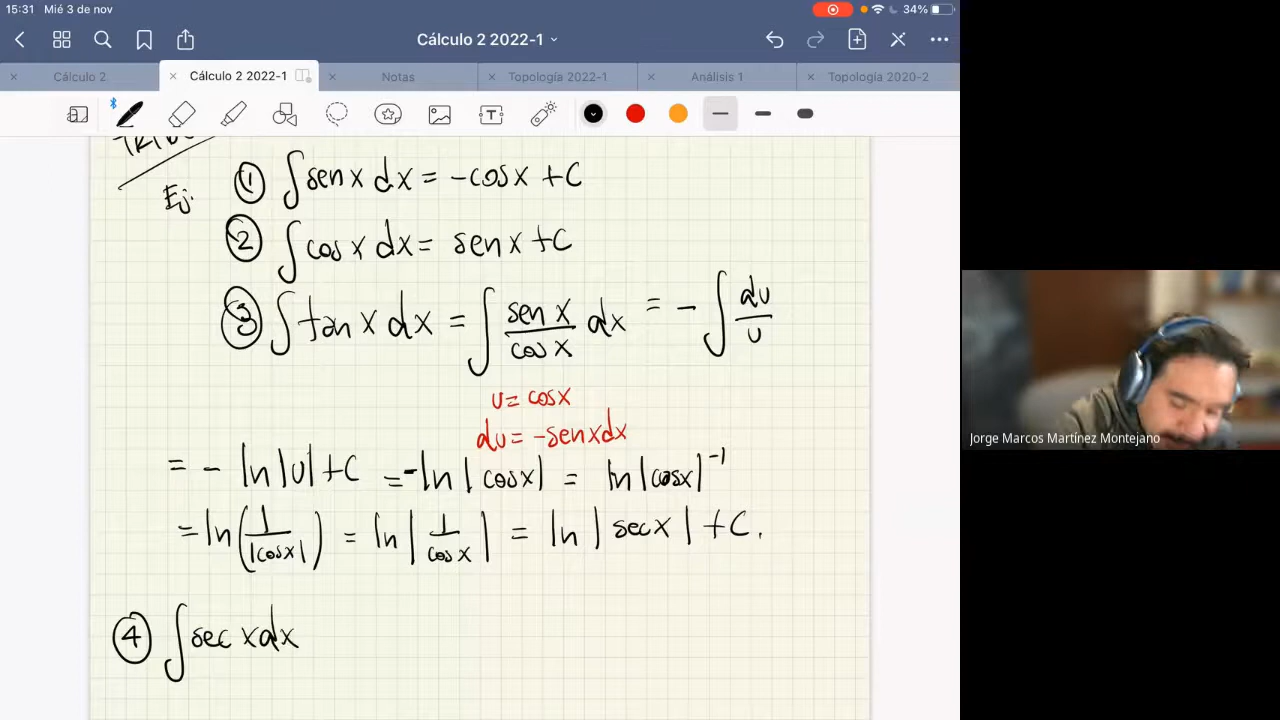 15:31 Mié 3 de nov 34%
Cálculo 2 2022-1
Cálculo 2 Cálculo 2 2022-1 Notas Topología 2022-1 Análisis 1 Topología 2020-2
Ej: ① ∫ sen x dx = -cos x + C
② ∫ cos x dx = sen x + C
③ ∫ tan x dx = ∫ sen x / cos x dx = - ∫ du / u
u = cos x
du = -sen x dx
= - ln |u| + C = -ln | cos x | = ln |cos x|⁻¹
= ln ( 1 / |cos x| ) = ln | 1 / cos x | = ln | sec x | + C.
④ ∫ sec x dx
Jorge Marcos Martínez Montejano